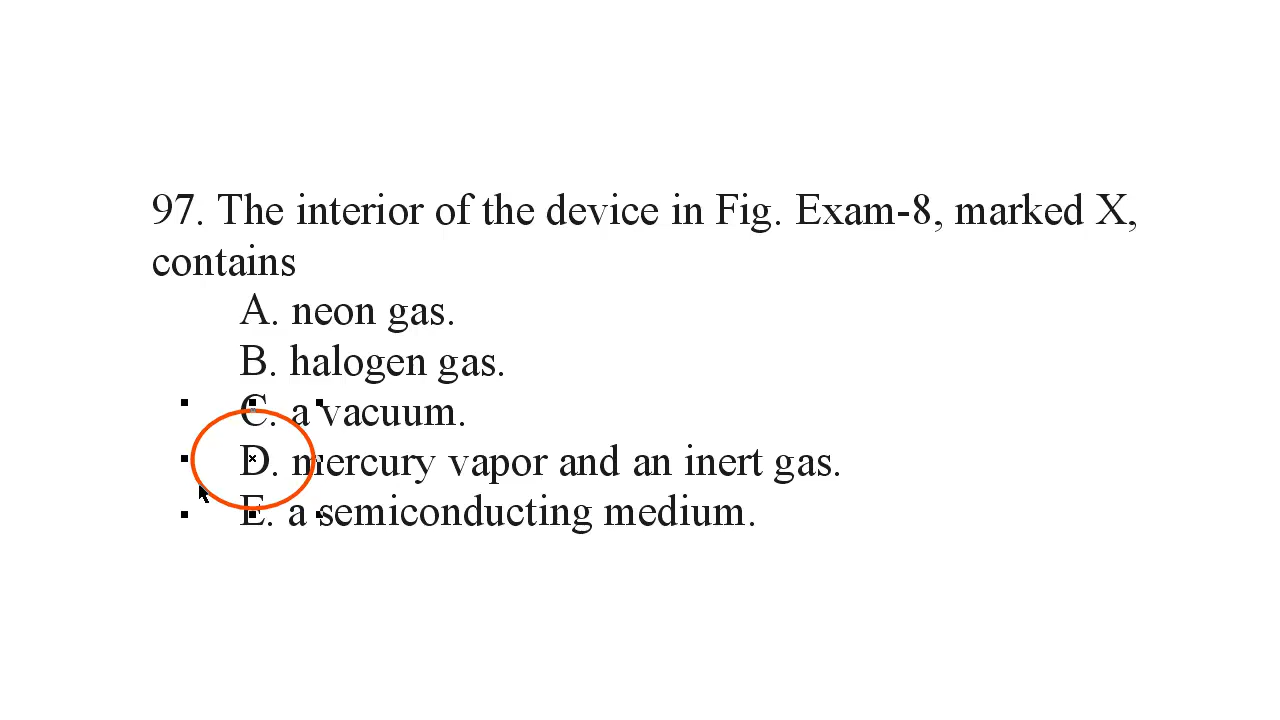 97. The interior of the device in Fig. Exam-8, marked X,
contains
A. neon gas.
B. halogen gas.
C. a vacuum.
D. mercury vapor and an inert gas.
E. a semiconducting medium.